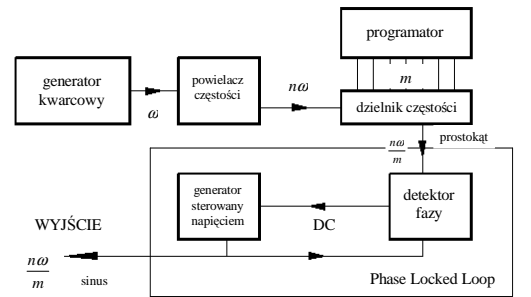 programator
generator
kwarcowy
powielacz
częstości
nω
m
ω
dzielnik częstości
prostokąt
nω
m
generator
sterowany
napięciem
detektor
fazy
WYJŚCIE
DC
nω
m
sinus
Phase Locked Loop